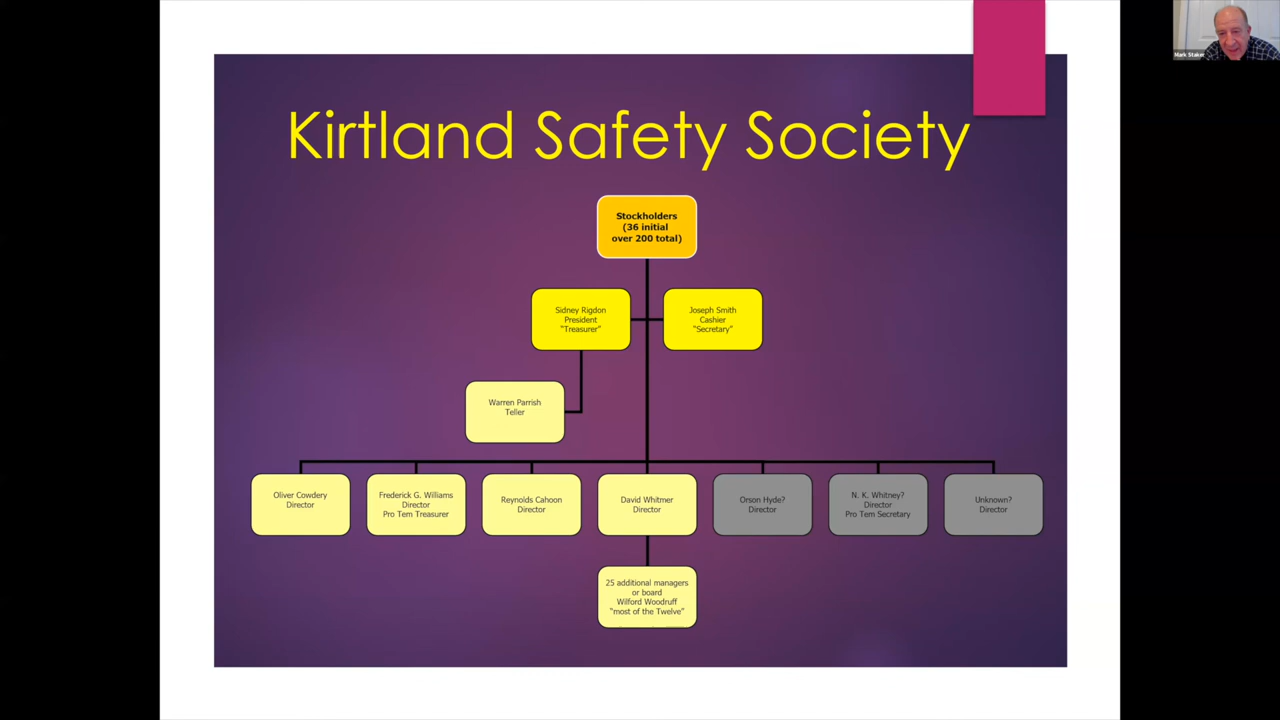 Mark Staker
Kirtland Safety Society
Stockholders
(36 initial
over 200 total)
Sidney Rigdon
President
"Treasurer"
Joseph Smith
Cashier
"Secretary"
Warren Parrish
Teller
Oliver Cowdery
Director
Frederick G. Williams
Director
Pro Tem Treasurer
Reynolds Cahoon
Director
David Whitmer
Director
Orson Hyde?
Director
N. K. Whitney?
Director
Pro Tem Secretary
Unknown?
Director
25 additional managers
or board
Wilford Woodruff
"most of the Twelve"